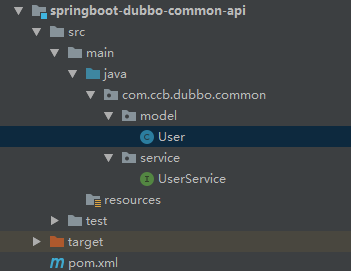 springboot-dubbo-common-api
src
main
java
com.ccb.dubbo.common
model
C User
service
I UserService
resources
test
target
m pom.xml